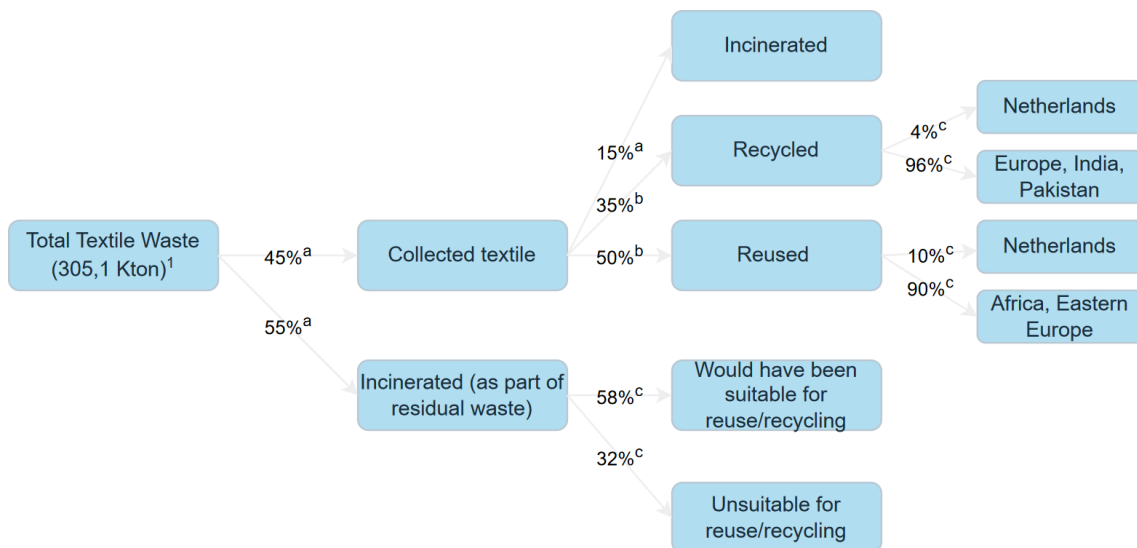 Incinerated
Netherlands
4%c
15%a
Recycled
96%c
Europe, India,
Pakistan
35%b
Total Textile Waste
(305,1 Kton)1
45%a
Collected textile
50%b
Reused
Netherlands
10%c
90%c
Africa, Eastern
Europe
55%a
Incinerated (as part of
residual waste)
58%c
Would have been
suitable for
reuse/recycling
32%c
Unsuitable for
reuse/recycling